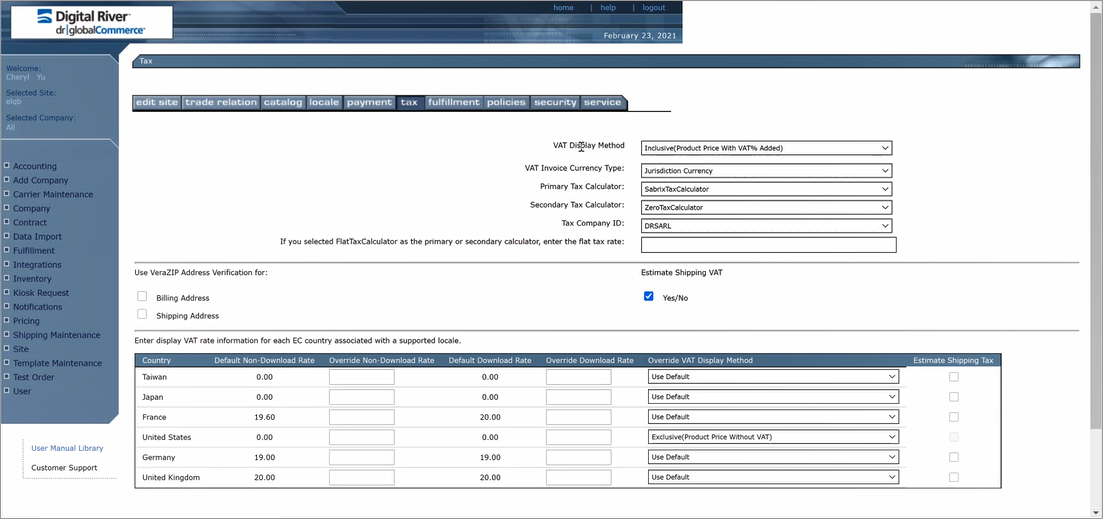 Digital River
dr|globalCommerce
home | help | logout
February 23, 2021
Welcome:
Cheryl Yu
Selected Site:
elqb
Selected Company:
All
Accounting
Add Company
Carrier Maintenance
Company
Contract
Data Import
Fulfillment
Integrations
Inventory
Kiosk Request
Notifications
Pricing
Shipping Maintenance
Site
Template Maintenance
Test Order
User
User Manual Library
Customer Support
Tax
edit site trade relation catalog locale payment tax fulfillment policies security service
VAT Display Method Inclusive(Product Price With VAT% Added)
VAT Invoice Currency Type: Jurisdiction Currency
Primary Tax Calculator: SabrixTaxCalculator
Secondary Tax Calculator: ZeroTaxCalculator
Tax Company ID: DRSARL
If you selected FlatTaxCalculator as the primary or secondary calculator, enter the flat tax rate:
Use VeraZIP Address Verification for: Estimate Shipping VAT
Billing Address Yes/No
Shipping Address
Enter display VAT rate information for each EC country associated with a supported locale.
Country Default Non-Download Rate Override Non-Download Rate Default Download Rate Override Download Rate Override VAT Display Method Estimate Shipping Tax
Taiwan 0.00 0.00 Use Default
Japan 0.00 0.00 Use Default
France 19.60 20.00 Use Default
United States 0.00 0.00 Exclusive(Product Price Without VAT)
Germany 19.00 19.00 Use Default
United Kingdom 20.00 20.00 Use Default